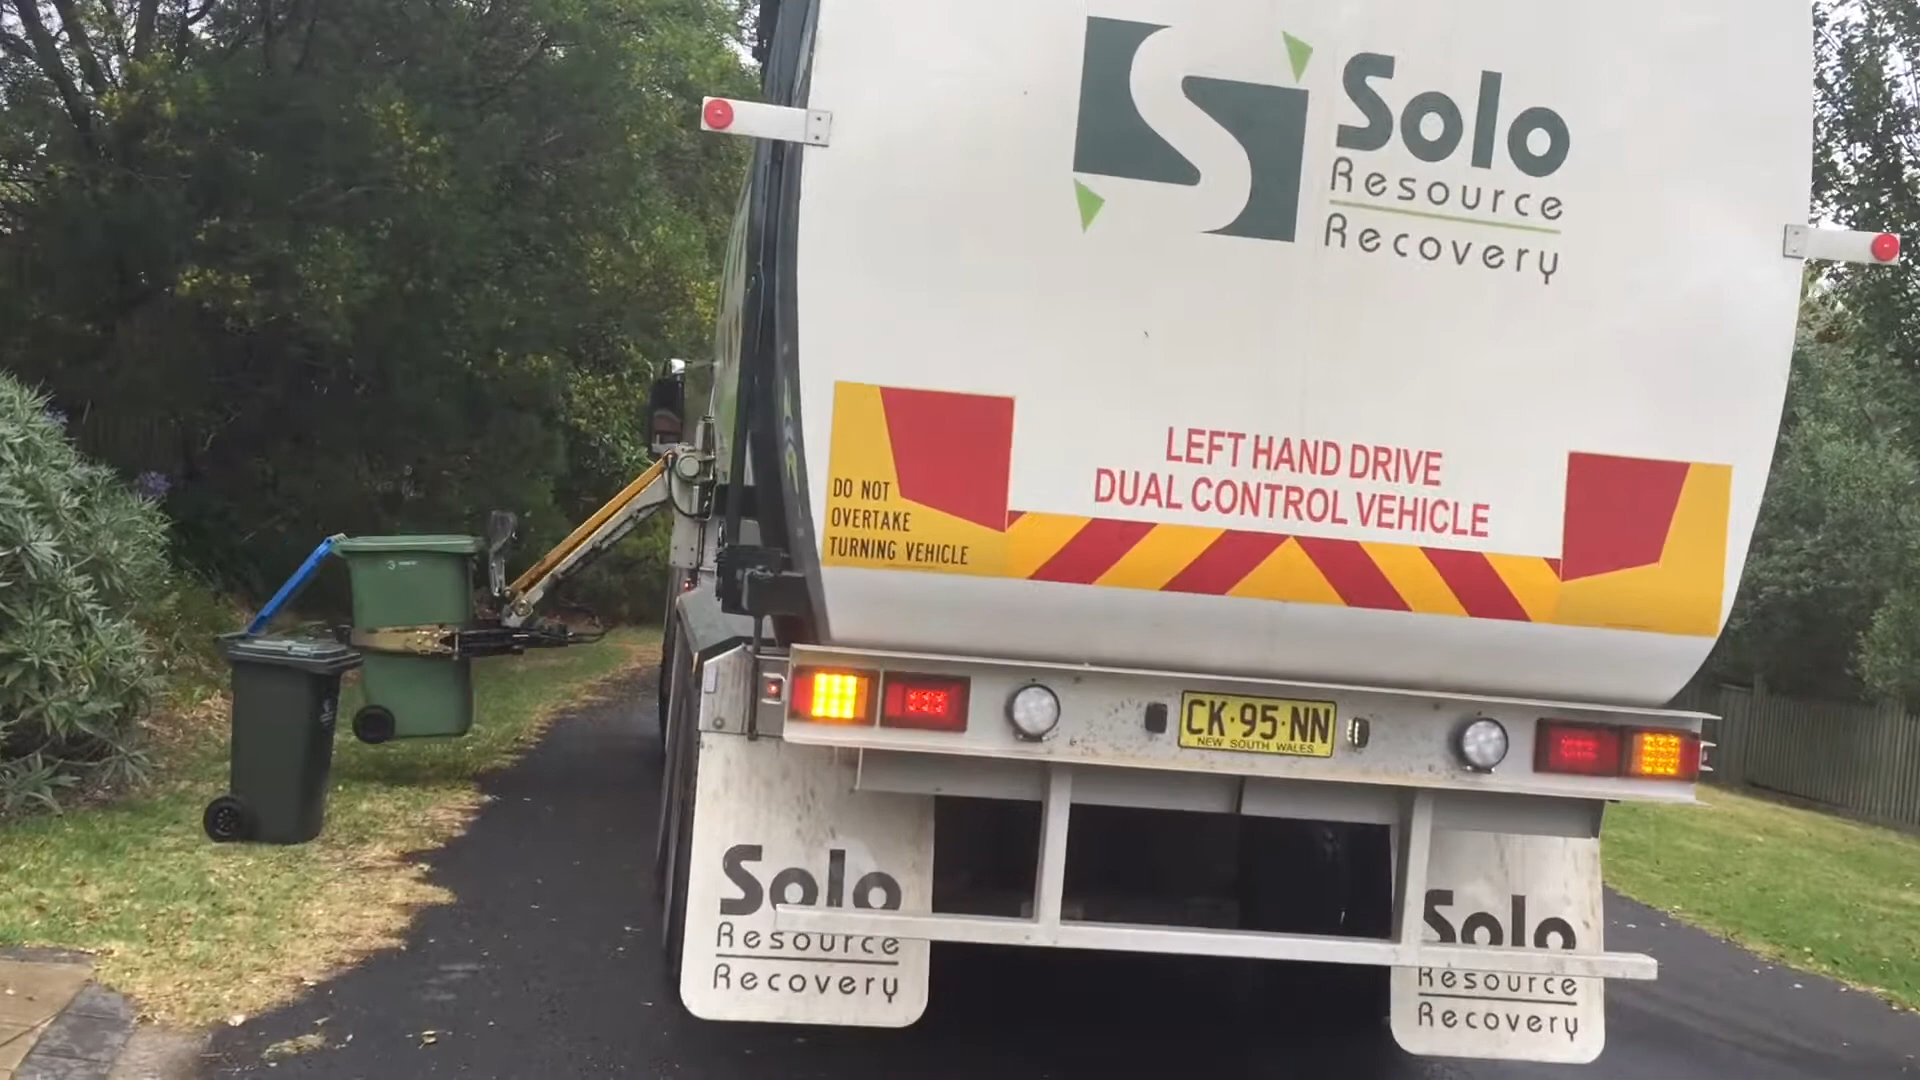 Solo
Resource
Recovery
LEFT HAND DRIVE
DUAL CONTROL VEHICLE
DO NOT
OVERTAKE
TURNING VEHICLE
CK·95·NN
NEW SOUTH WALES
Solo
Resource
Recovery
Solo
Resource
Recovery